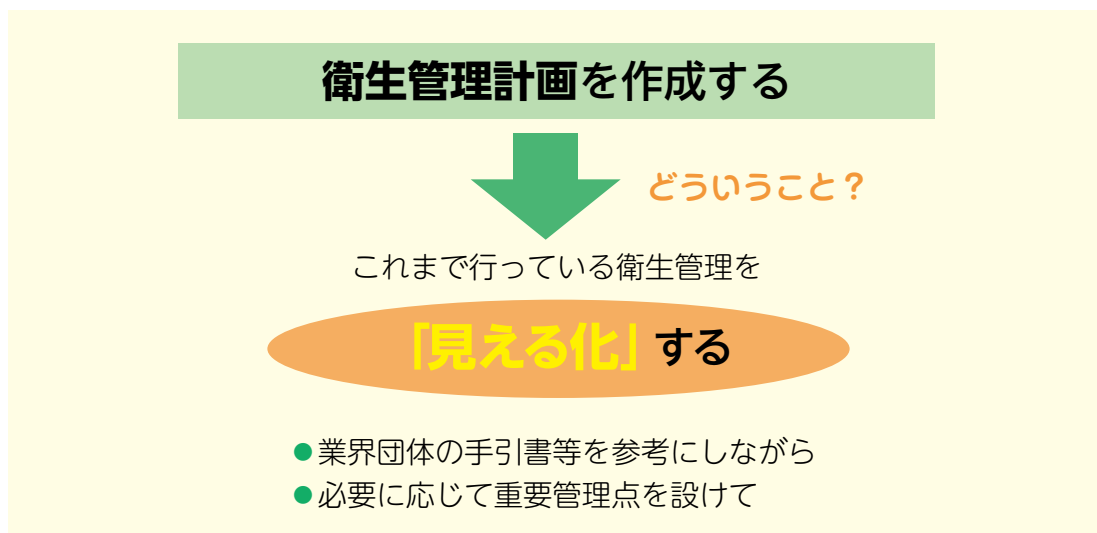 衛生管理計画を作成する
どういうこと？
これまで行っている衛生管理を
「見える化」する
●業界団体の手引書等を参考にしながら
●必要に応じて重要管理点を設けて